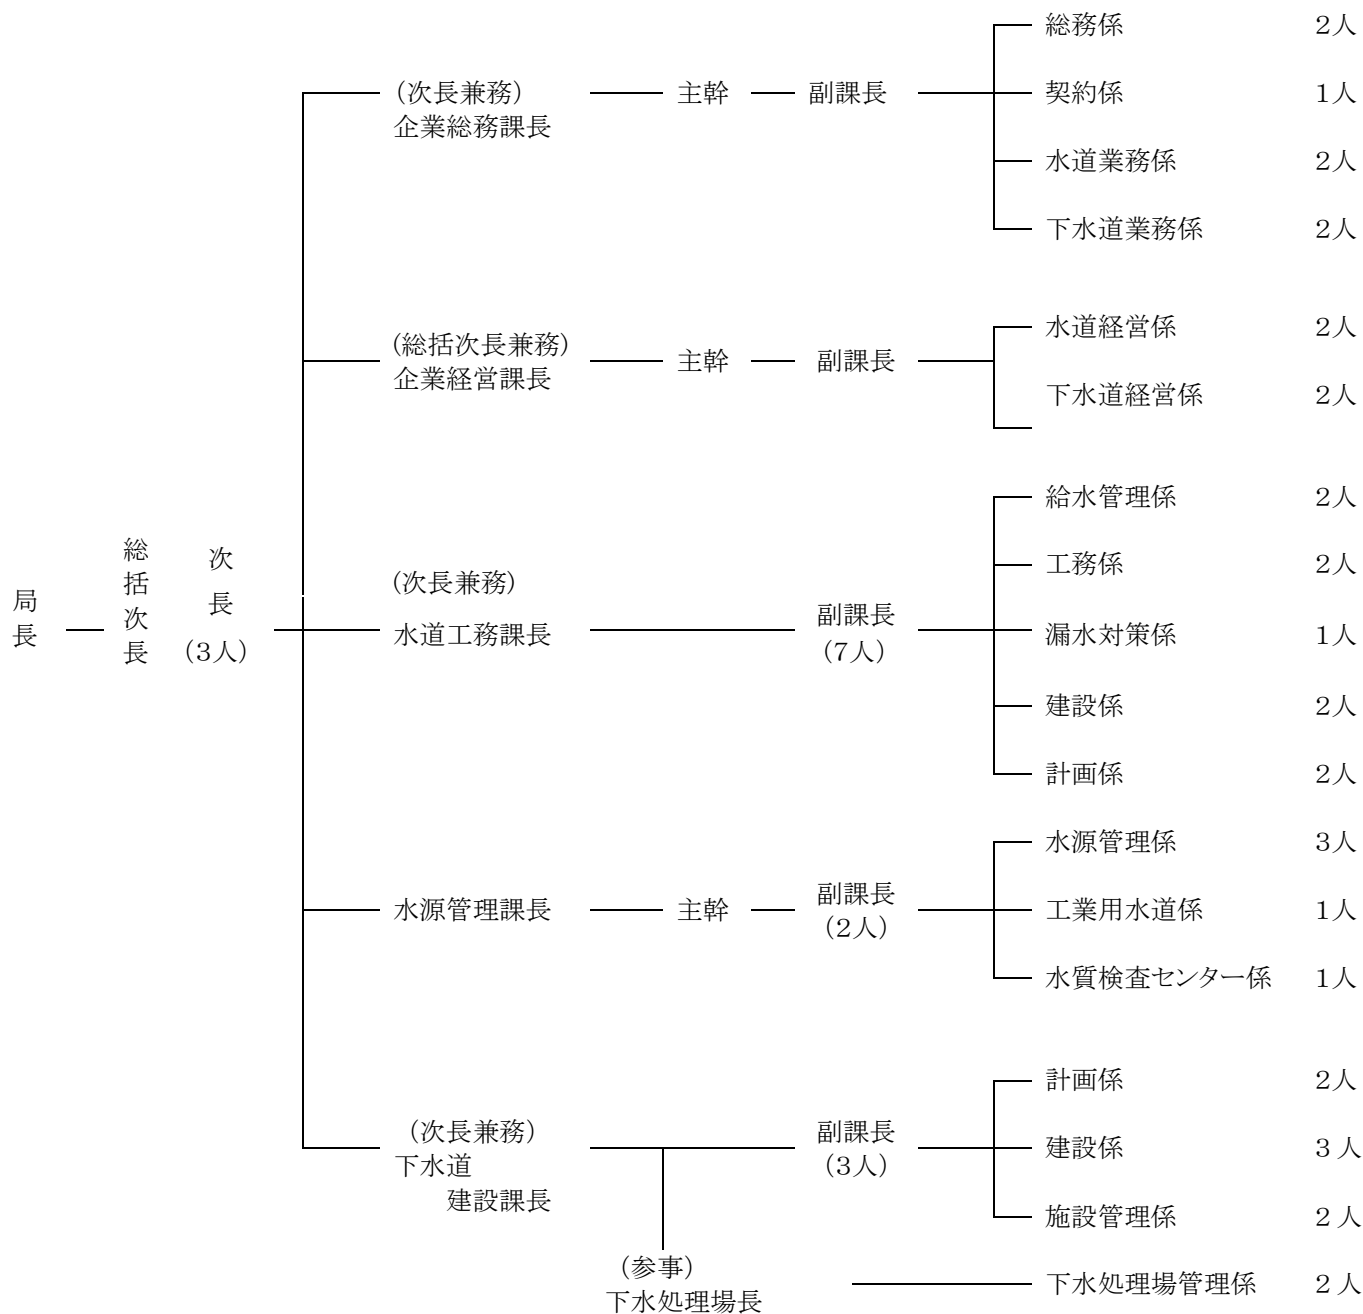 局長
総括次長
次長
(3人)
(次長兼務)
企業総務課長
主幹
副課長
総務係 2人
契約係 1人
水道業務係 2人
下水道業務係 2人
(総括次長兼務)
企業経営課長
主幹
副課長
水道経営係 2人
下水道経営係 2人
(次長兼務)
水道工務課長
副課長
(7人)
給水管理係 2人
工務係 2人
漏水対策係 1人
建設係 2人
計画係 2人
水源管理課長
主幹
副課長
(2人)
水源管理係 3人
工業用水道係 1人
水質検査センター係 1人
(次長兼務)
下水道
建設課長
副課長
(3人)
計画係 2人
建設係 3人
施設管理係 2人
(参事)
下水処理場長
下水処理場管理係 2人